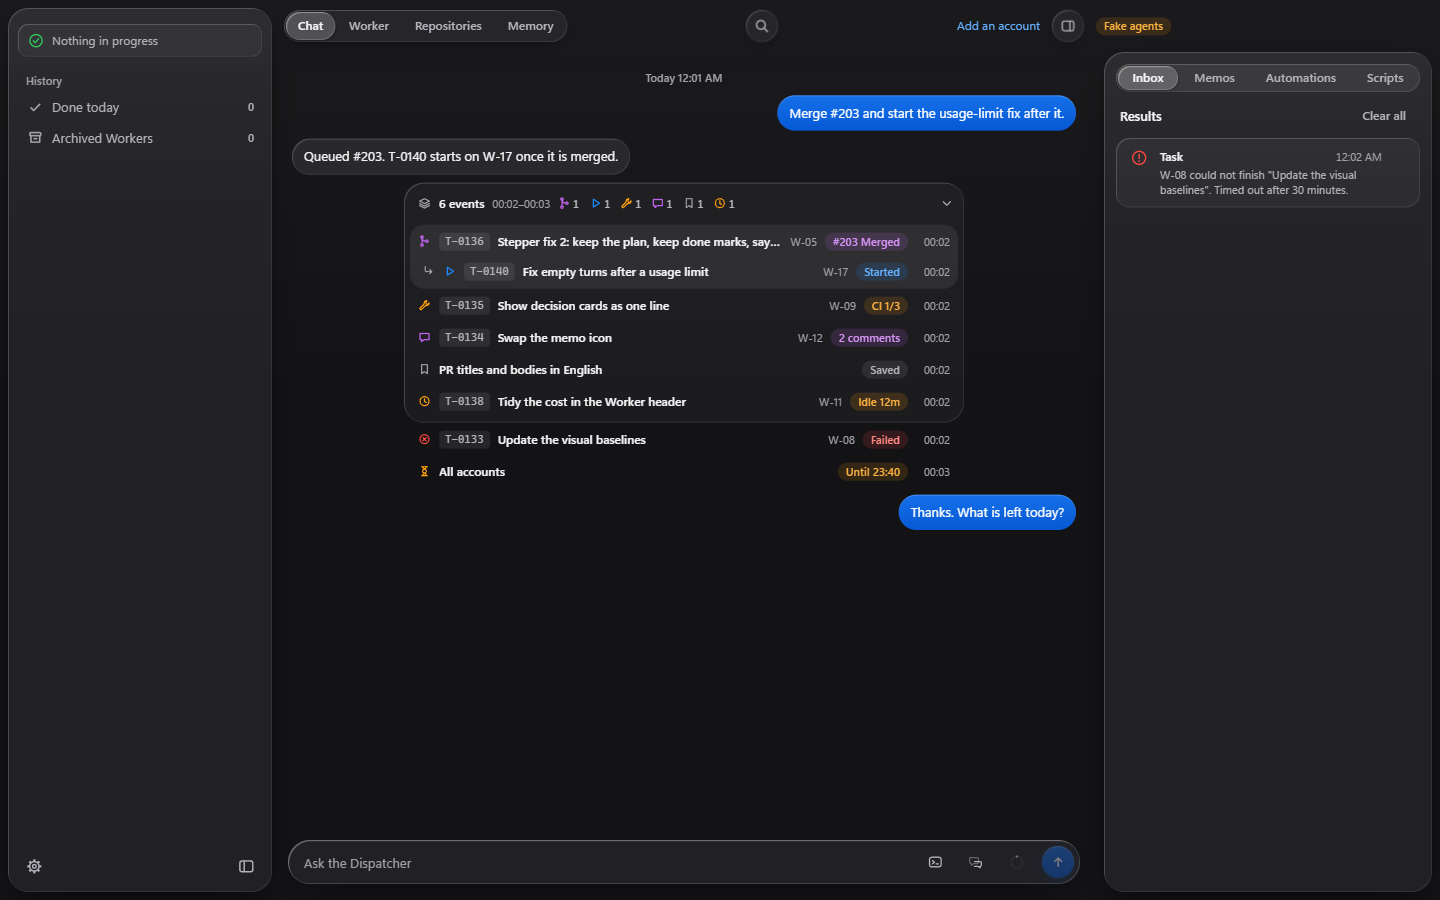 Nothing in progress
History
Done today 0
Archived Workers 0
Chat Worker Repositories Memory
Add an account
Fake agents
Today 12:01 AM
Merge #203 and start the usage-limit fix after it.
Queued #203. T-0140 starts on W-17 once it is merged.
6 events 00:02–00:03 1 1 1 1 1 1
T-0136 Stepper fix 2: keep the plan, keep done marks, say... W-05 #203 Merged 00:02
T-0140 Fix empty turns after a usage limit W-17 Started 00:02
T-0135 Show decision cards as one line W-09 CI 1/3 00:02
T-0134 Swap the memo icon W-12 2 comments 00:02
PR titles and bodies in English Saved 00:02
T-0138 Tidy the cost in the Worker header W-11 Idle 12m 00:02
T-0133 Update the visual baselines W-08 Failed 00:02
All accounts Until 23:40 00:03
Thanks. What is left today?
Ask the Dispatcher
Inbox Memos Automations Scripts
Results Clear all
Task 12:02 AM
W-08 could not finish "Update the visual
baselines". Timed out after 30 minutes.